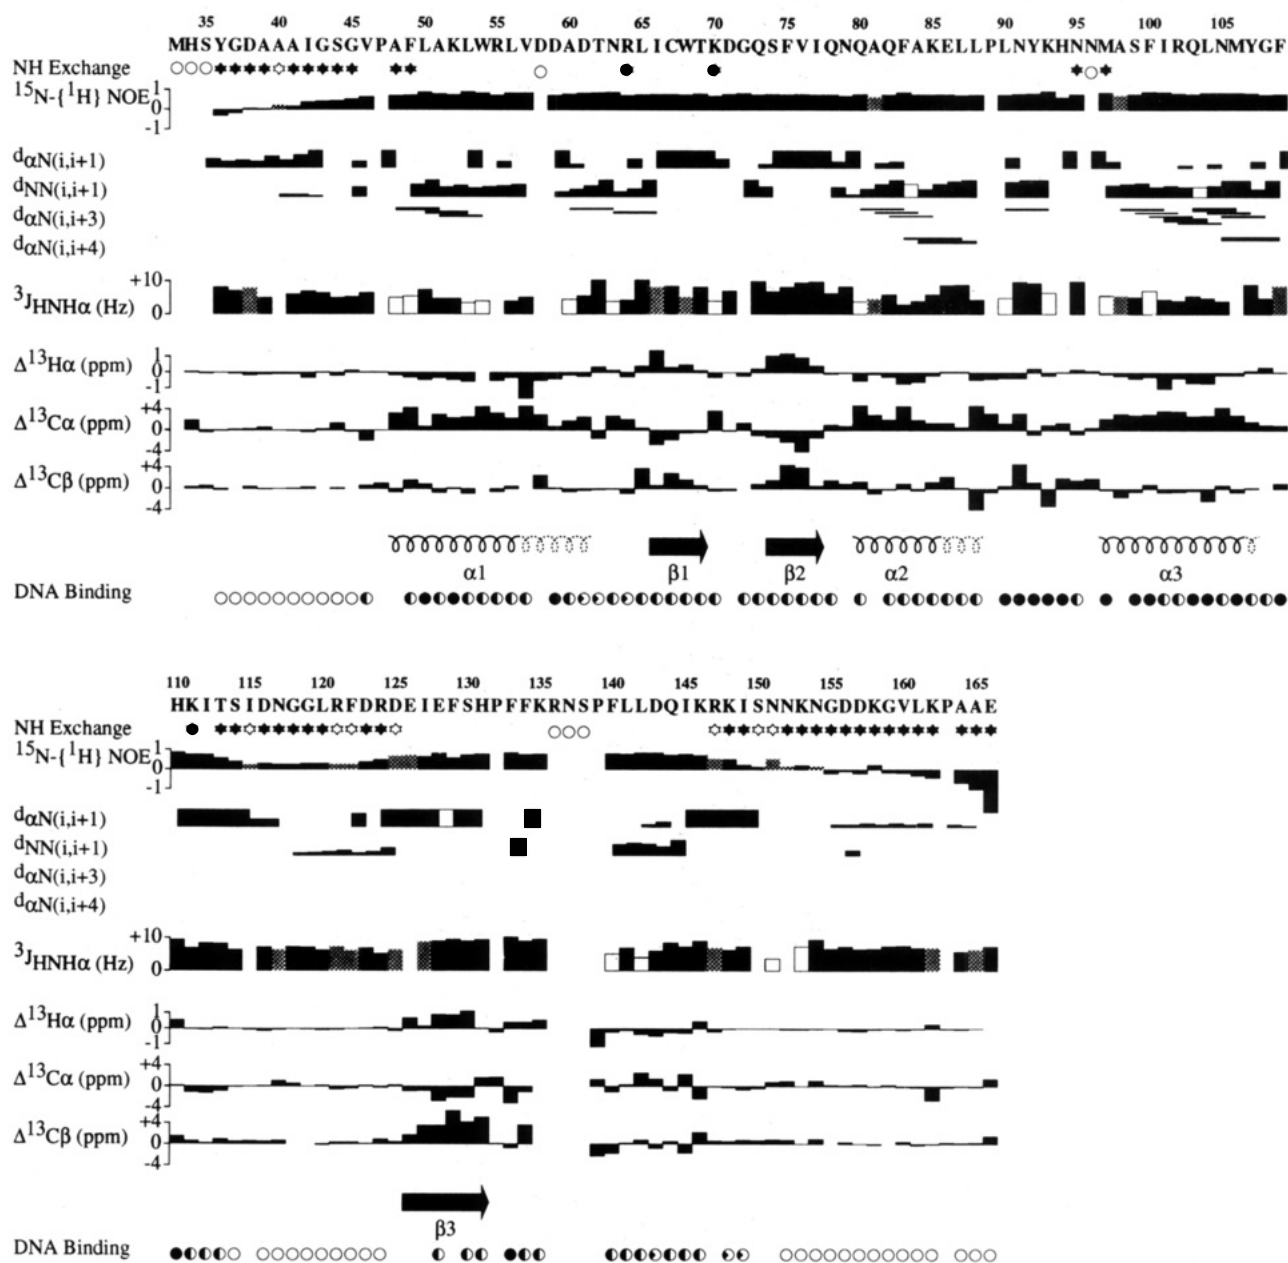 35 40 45 50 55 60 65 70 75 80 85 90 95 100 105
MHSYGDAAAIGSGVPAFLAKLWRLVDDADTNRLICWTKDGQSFVIQNQAQFAKELLPLNYKHNNMASFIRQLNMYGF
NH Exchange
15N-{1H} NOE 1 0 -1
dαN(i,i+1)
dNN(i,i+1)
dαN(i,i+3)
dαN(i,i+4)
3JHNHα (Hz) +10 0
Δ13Hα (ppm) 1 0 -1
Δ13Cα (ppm) +4 0 -4
Δ13Cβ (ppm) +4 0 -4
α1 β1 β2 α2 α3
DNA Binding
110 115 120 125 130 135 140 145 150 155 160 165
HKITSIDNGGLRFDRDEIEFSHPFFKRNSPFLLDQIKRKISNNKNGDDKGVLKPAAE
NH Exchange
15N-{1H} NOE 1 0 -1
dαN(i,i+1)
dNN(i,i+1)
dαN(i,i+3)
dαN(i,i+4)
3JHNHα (Hz) +10 0
Δ13Hα (ppm) 1 0 -1
Δ13Cα (ppm) +4 0 -4
Δ13Cβ (ppm) +4 0 -4
β3
DNA Binding